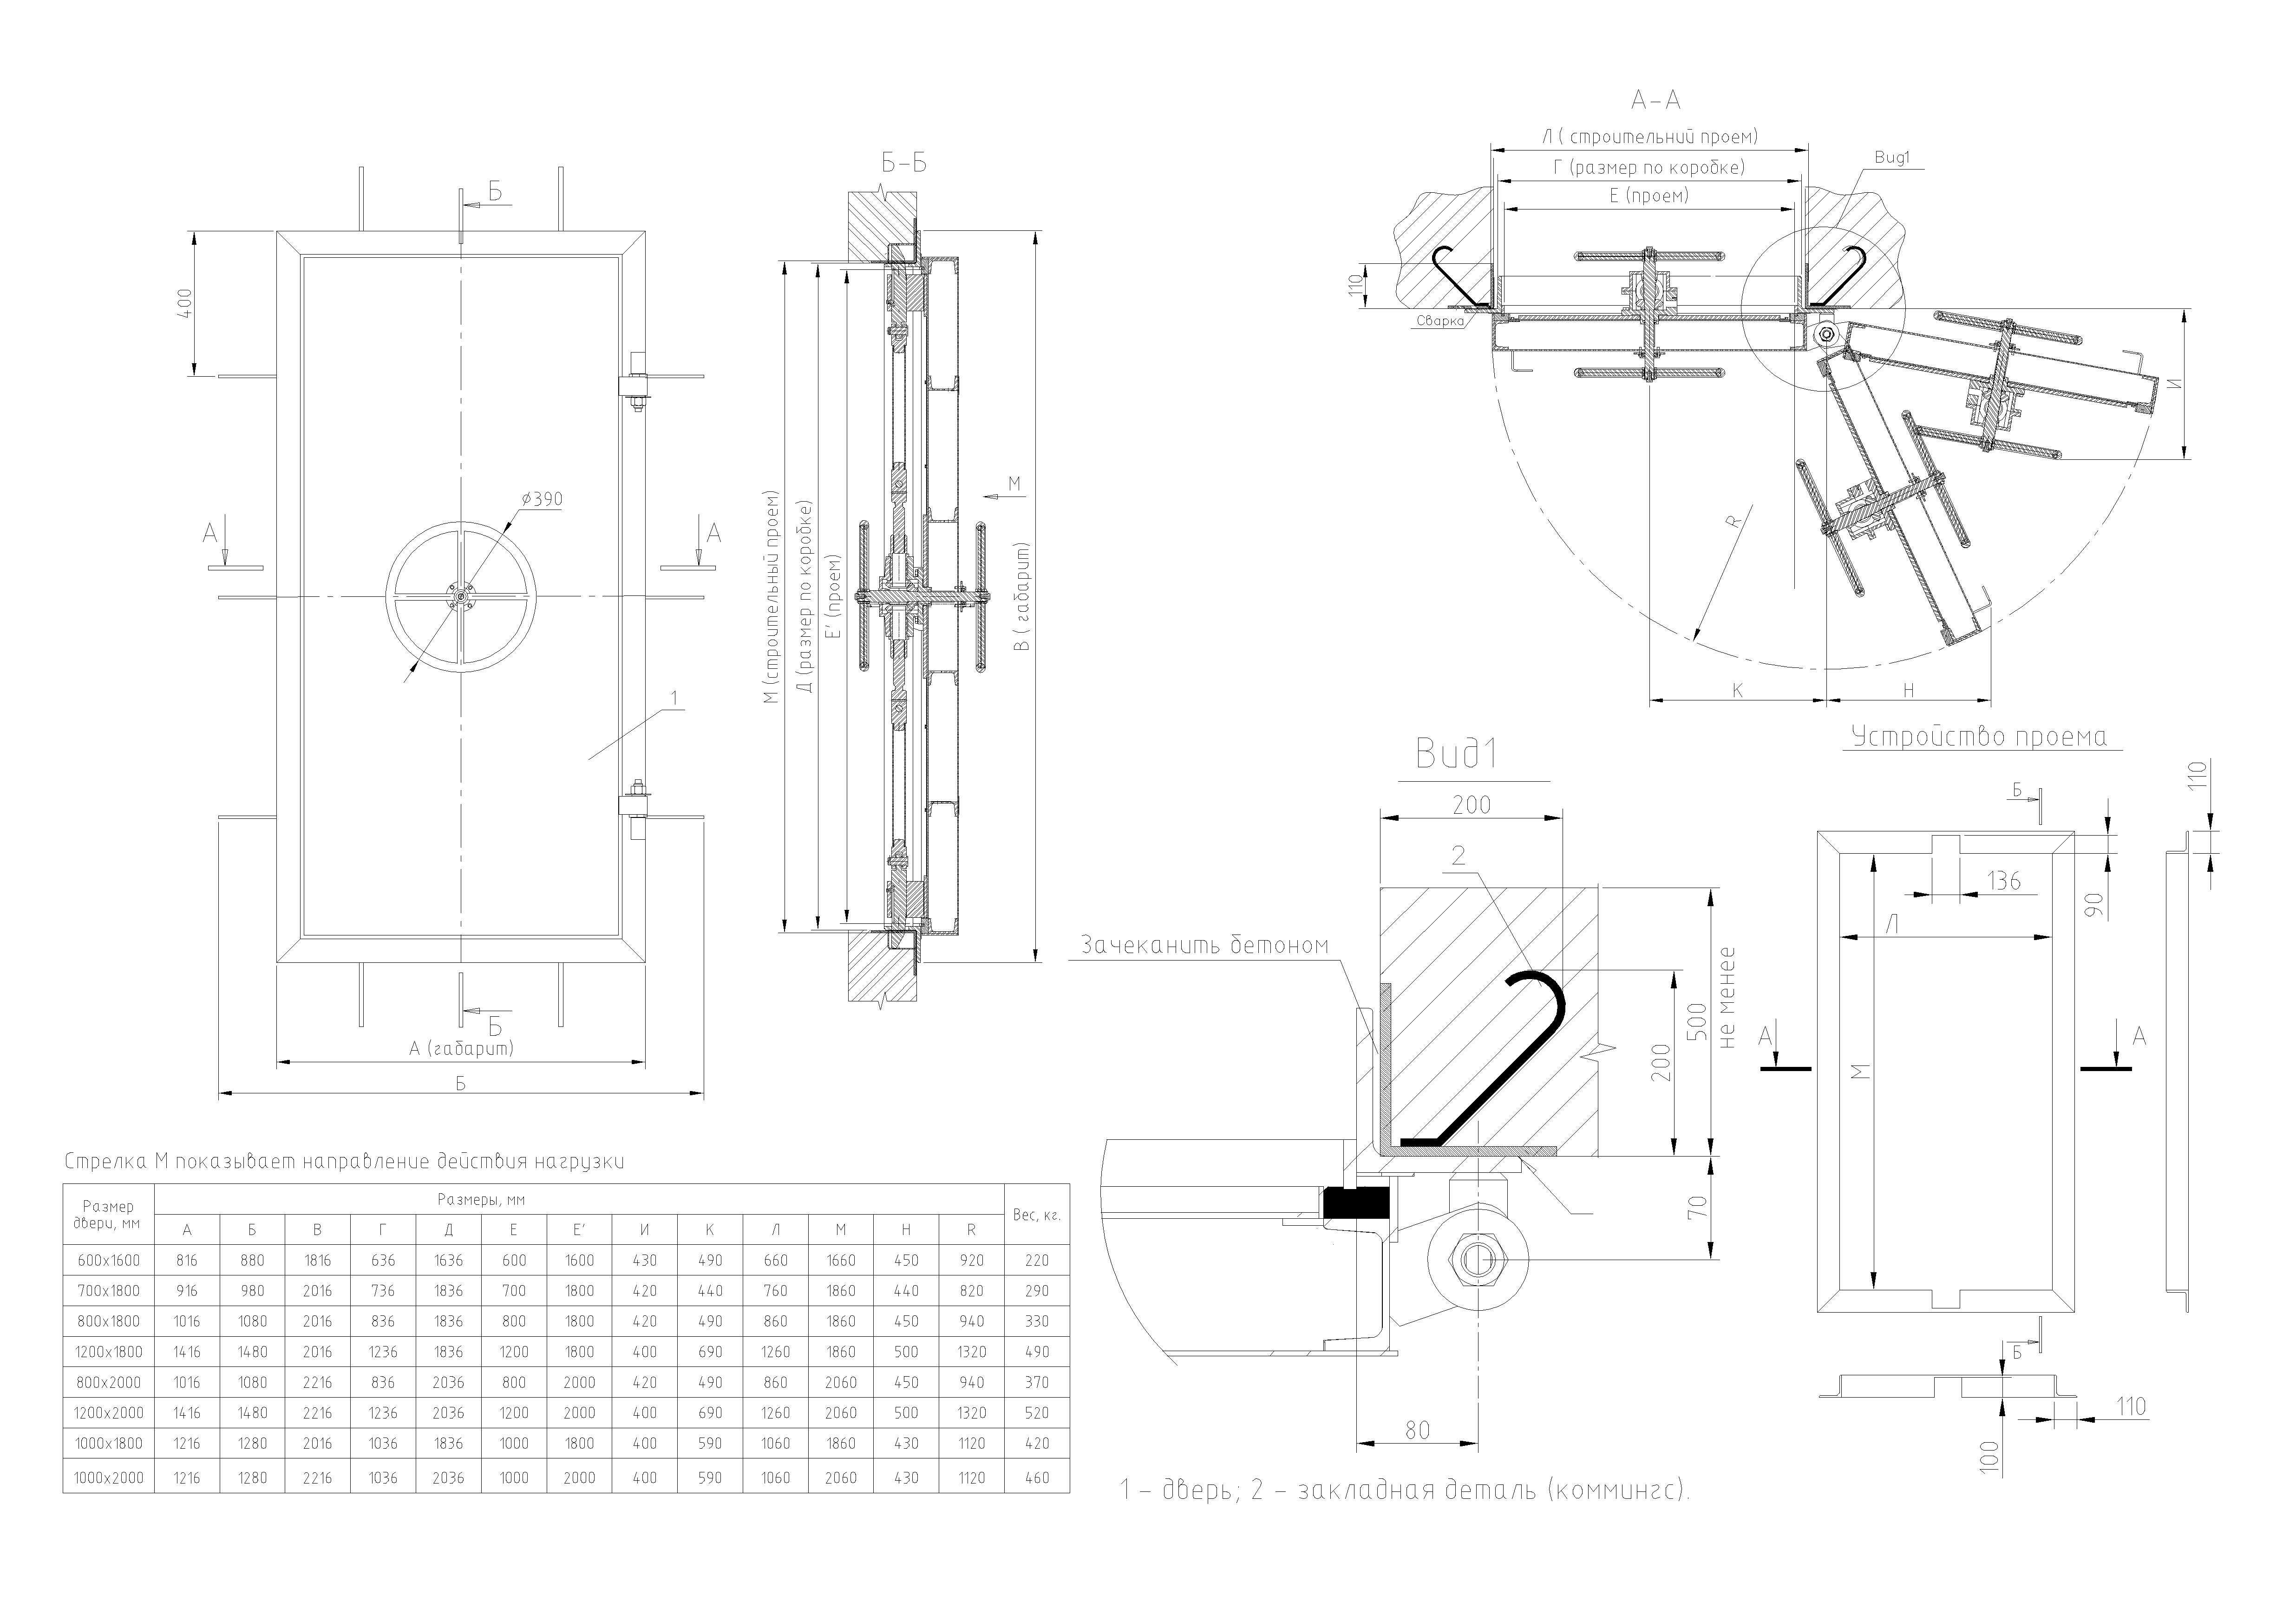 Б
400
Ø390
А
А
1
Б
А (габарит)
Б
Б-Б
М
М (строительный проем)
Д (размер по коробке)
Е' (проем)
В ( габарит)
А-А
Л ( строительний проем)
Г (размер по коробке)
Е (проем)
Вид1
110
Сварка
И
R
К
Н
Вид1
200
2
Зачеканить бетоном
200
500
не менее
70
80
Устройство проема
Б
110
136
90
Л
М
А
А
Б
110
100
1 – дверь; 2 – закладная деталь (коммингс).
Стрелка М показывает направление действия нагрузки
Размер двери, мм Размеры, мм Вес, кг.
А Б В Г Д Е Е' И К Л М Н R
600х1600 816 880 1816 636 1636 600 1600 430 490 660 1660 450 920 220
700х1800 916 980 2016 736 1836 700 1800 420 440 760 1860 440 820 290
800х1800 1016 1080 2016 836 1836 800 1800 420 490 860 1860 450 940 330
1200х1800 1416 1480 2016 1236 1836 1200 1800 400 690 1260 1860 500 1320 490
800х2000 1016 1080 2216 836 2036 800 2000 420 490 860 2060 450 940 370
1200х2000 1416 1480 2216 1236 2036 1200 2000 400 690 1260 2060 500 1320 520
1000х1800 1216 1280 2016 1036 1836 1000 1800 400 590 1060 1860 430 1120 420
1000х2000 1216 1280 2216 1036 2036 1000 2000 400 590 1060 2060 430 1120 460